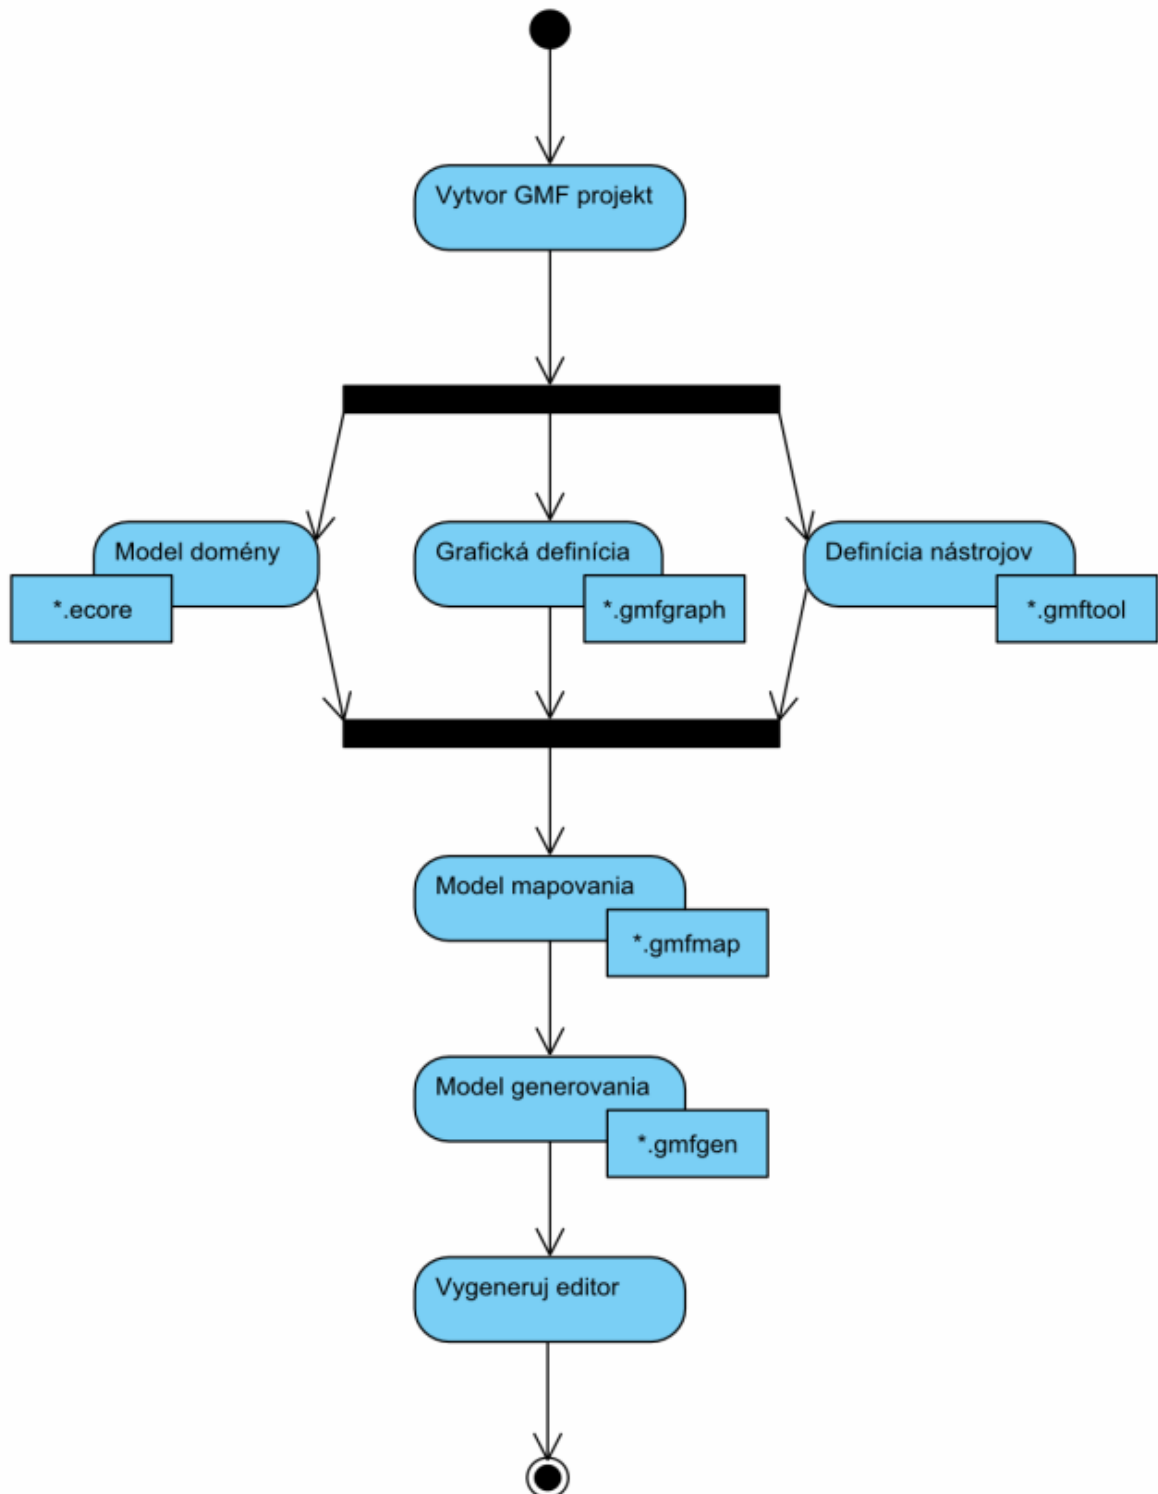 Vytvor GMF projekt
Model domény
*.ecore
Grafická definícia
*.gmfgraph
Definícia nástrojov
*.gmftool
Model mapovania
*.gmfmap
Model generovania
*.gmfgen
Vygeneruj editor